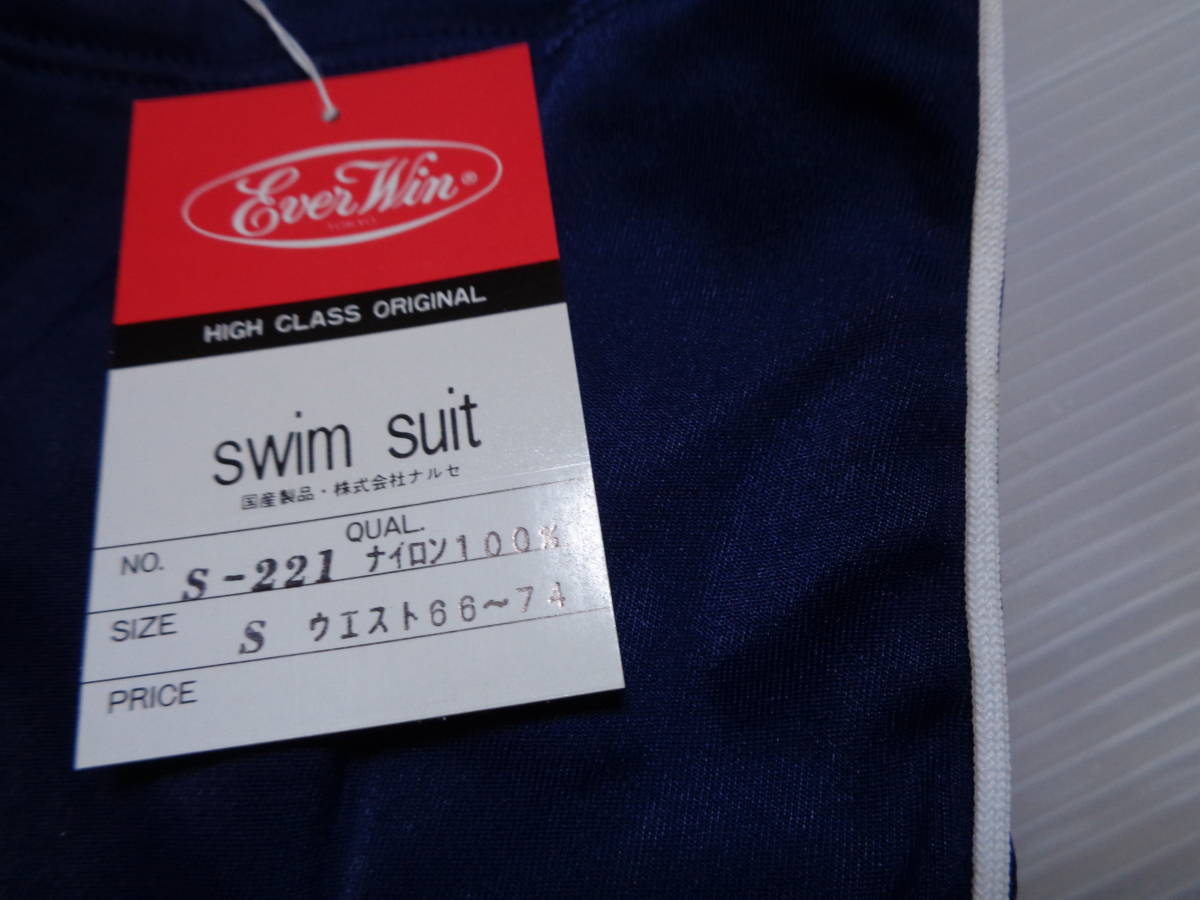 Ever Win®
TOKYO
HIGH CLASS ORIGINAL
swim suit
国産製品・株式会社ナルセ
NO. S-221 QUAL. ナイロン100%
SIZE S ウエスト66~74
PRICE